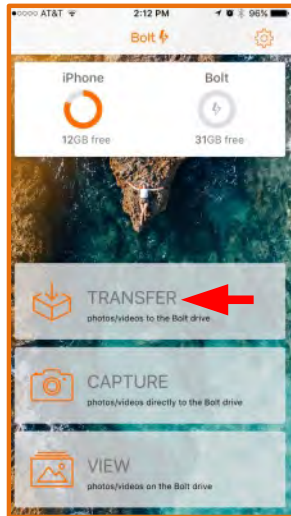 AT&T 2:12 PM 96%
Bolt
iPhone Bolt
12GB free 31GB free
TRANSFER
photos/videos to the Bolt drive
CAPTURE
photos/videos directly to the Bolt drive
VIEW
photos/videos on the Bolt drive